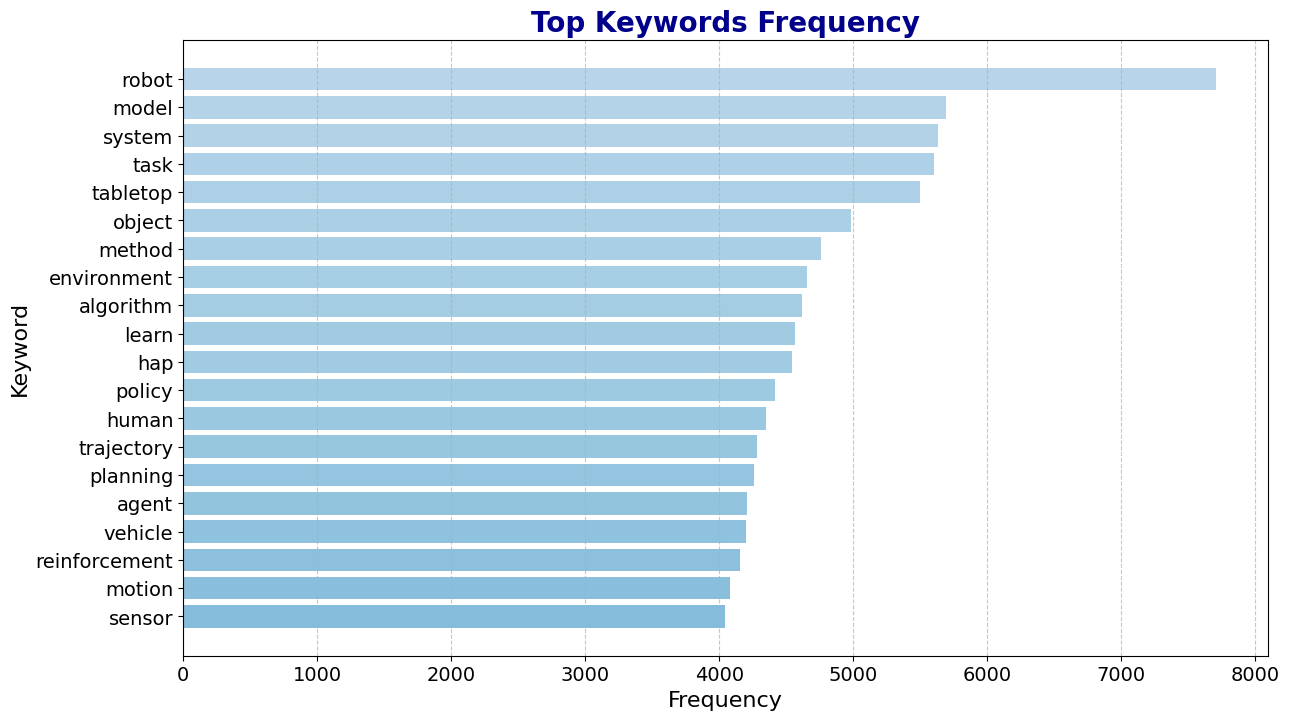 Top Keywords Frequency
Keyword
robot
model
system
task
tabletop
object
method
environment
algorithm
learn
hap
policy
human
trajectory
planning
agent
vehicle
reinforcement
motion
sensor
0 1000 2000 3000 4000 5000 6000 7000 8000
Frequency